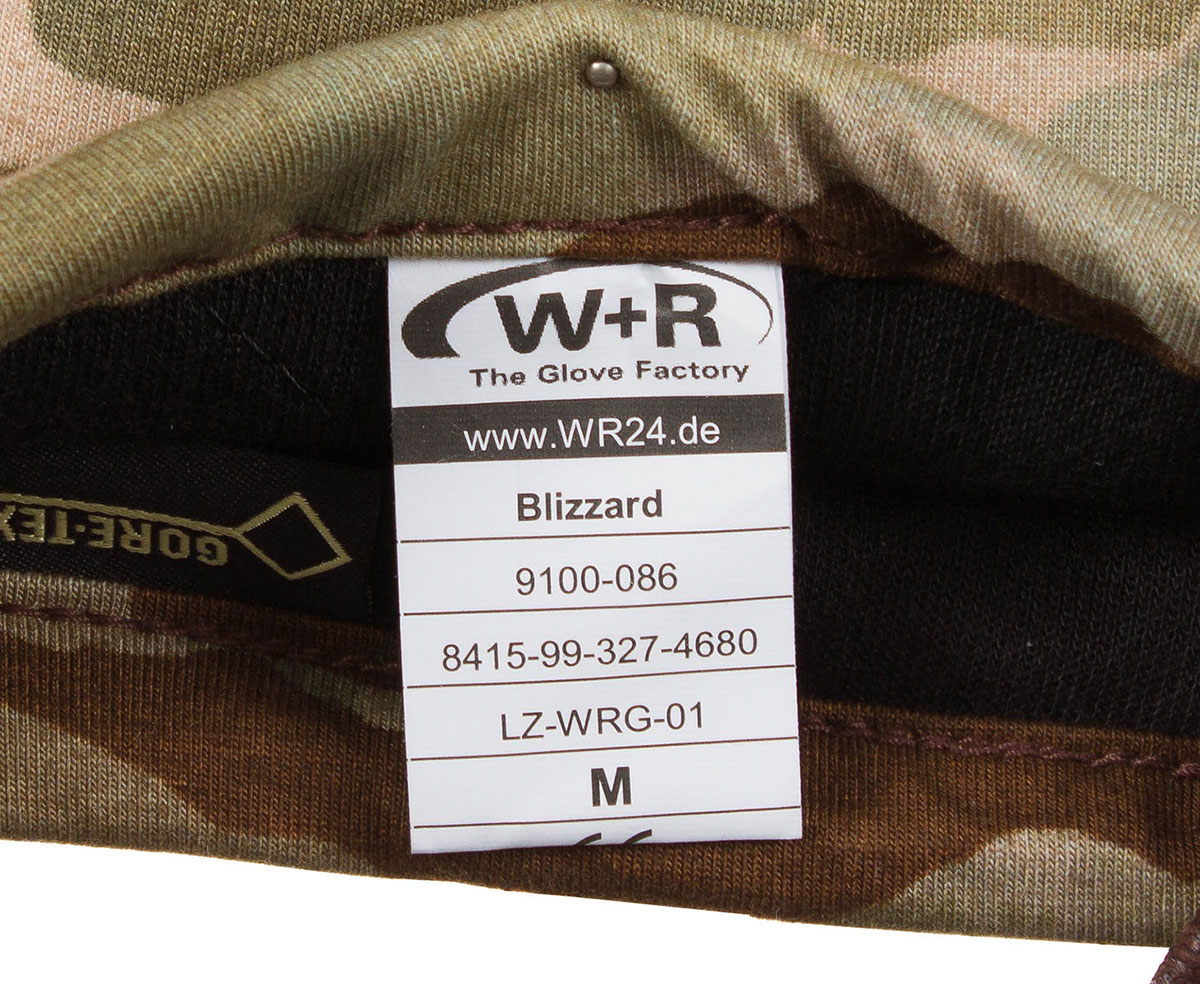 W+R
The Glove Factory
www.WR24.de
Blizzard
9100-086
8415-99-327-4680
LZ-WRG-01
M
GORE-TEX